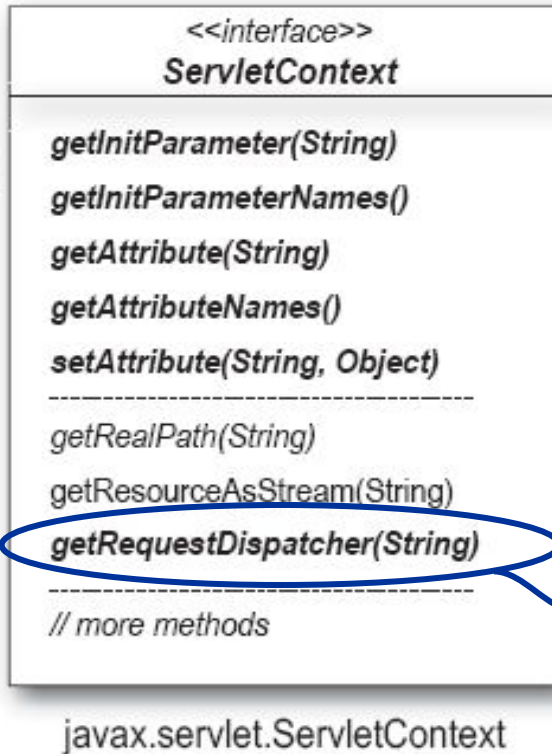 <<interface>>
ServletContext
getInitParameter(String)
getInitParameterNames()
getAttribute(String)
getAttributeNames()
setAttribute(String, Object)
getRealPath(String)
getResourceAsStream(String)
getRequestDispatcher(String)
// more methods
javax.servlet.ServletContext